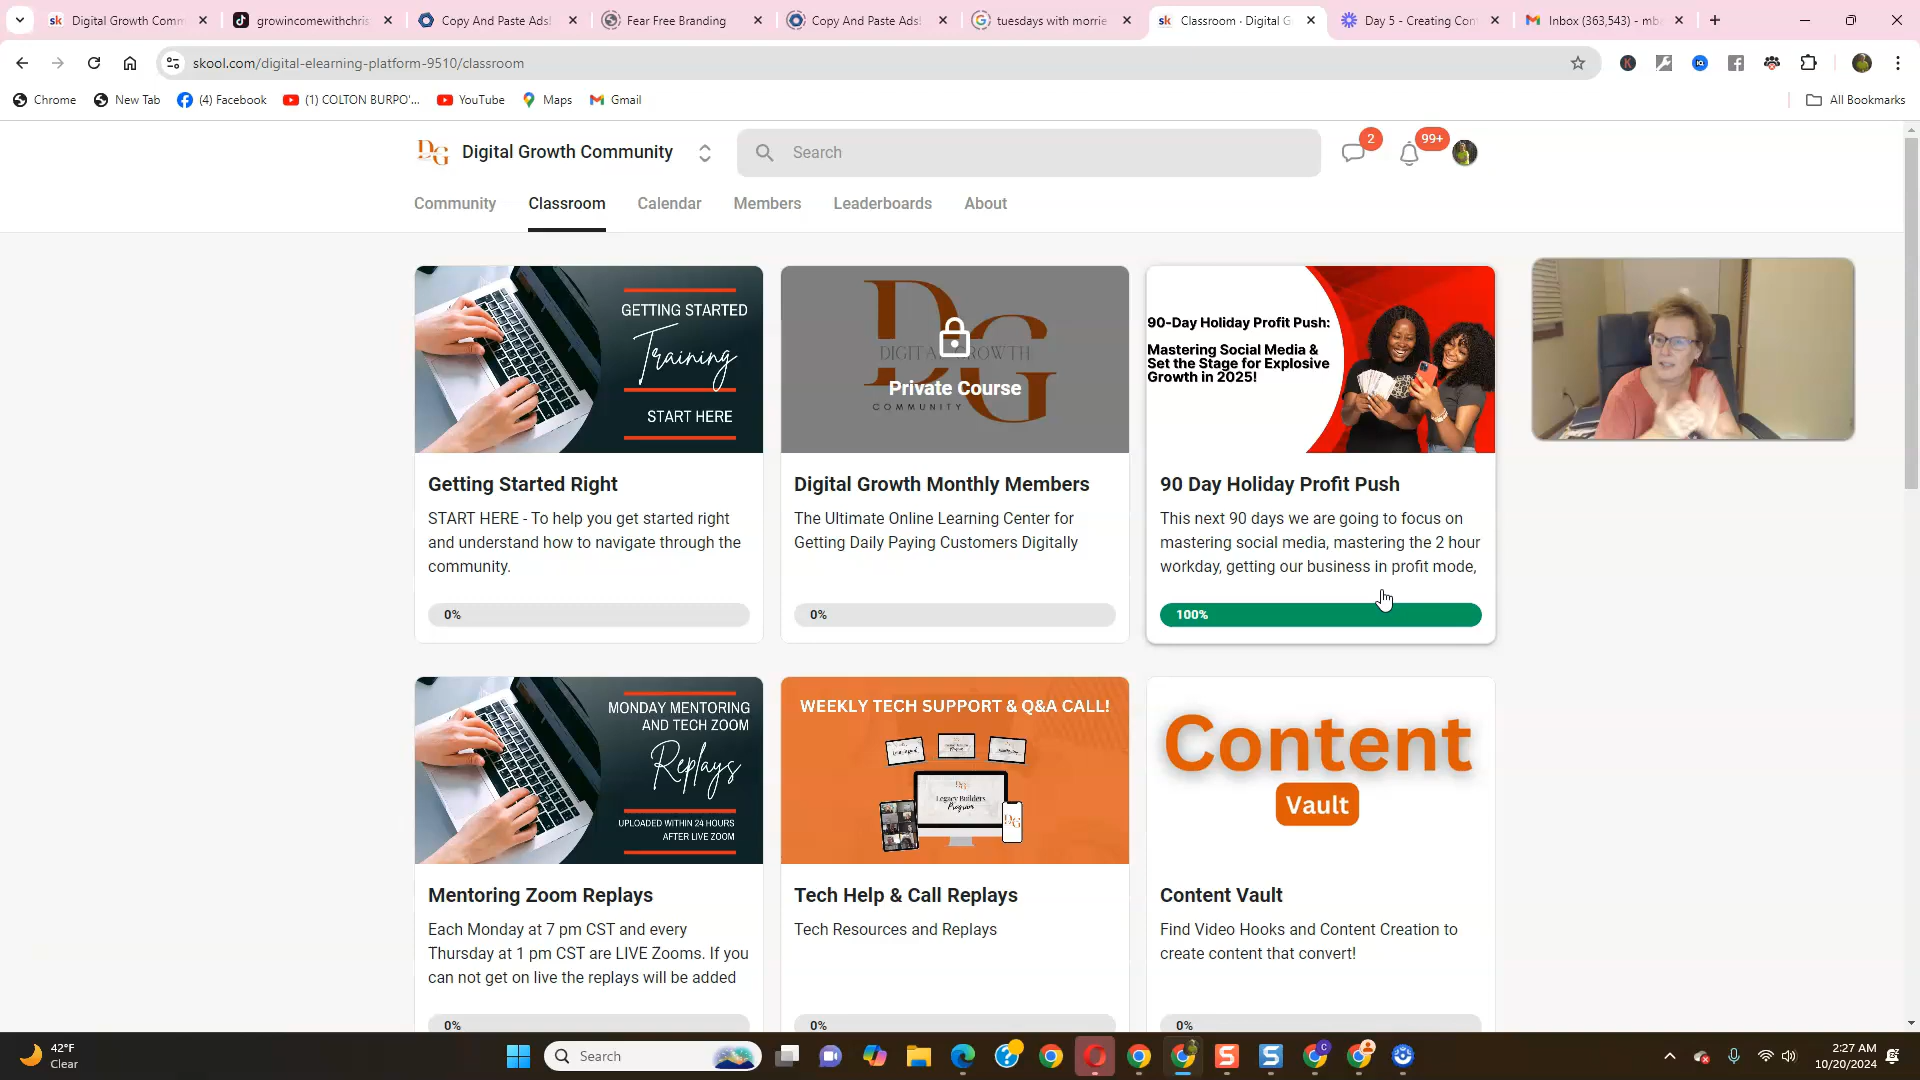 Digital Growth Comm
growincomewithchris
Copy And Paste Ads!
Fear Free Branding
Copy And Paste Ads!
tuesdays with morrie
Classroom · Digital G
Day 5 - Creating Con
Inbox (363,543) - mb
skool.com/digital-elearning-platform-9510/classroom
Chrome
New Tab
(4) Facebook
(1) COLTON BURPO'...
YouTube
Maps
Gmail
All Bookmarks
DG
Digital Growth Community
Search
2
99+
Community
Classroom
Calendar
Members
Leaderboards
About
GETTING STARTED
Training
START HERE
Getting Started Right
START HERE - To help you get started right
and understand how to navigate through the
community.
0%
DIGITAL GROWTH
Private Course
COMMUNITY
Digital Growth Monthly Members
The Ultimate Online Learning Center for
Getting Daily Paying Customers Digitally
0%
90-Day Holiday Profit Push:
Mastering Social Media &
Set the Stage for Explosive
Growth in 2025!
90 Day Holiday Profit Push
This next 90 days we are going to focus on
mastering social media, mastering the 2 hour
workday, getting our business in profit mode,
100%
MONDAY MENTORING
AND TECH ZOOM
Replays
UPLOADED WITHIN 24 HOURS
AFTER LIVE ZOOM
Mentoring Zoom Replays
Each Monday at 7 pm CST and every
Thursday at 1 pm CST are LIVE Zooms. If you
can not get on live the replays will be added
0%
WEEKLY TECH SUPPORT & Q&A CALL!
Legacy Builders
Program
DG
Tech Help & Call Replays
Tech Resources and Replays
0%
Content
Vault
Content Vault
Find Video Hooks and Content Creation to
create content that convert!
0%
42°F
Clear
Search
2:27 AM
10/20/2024